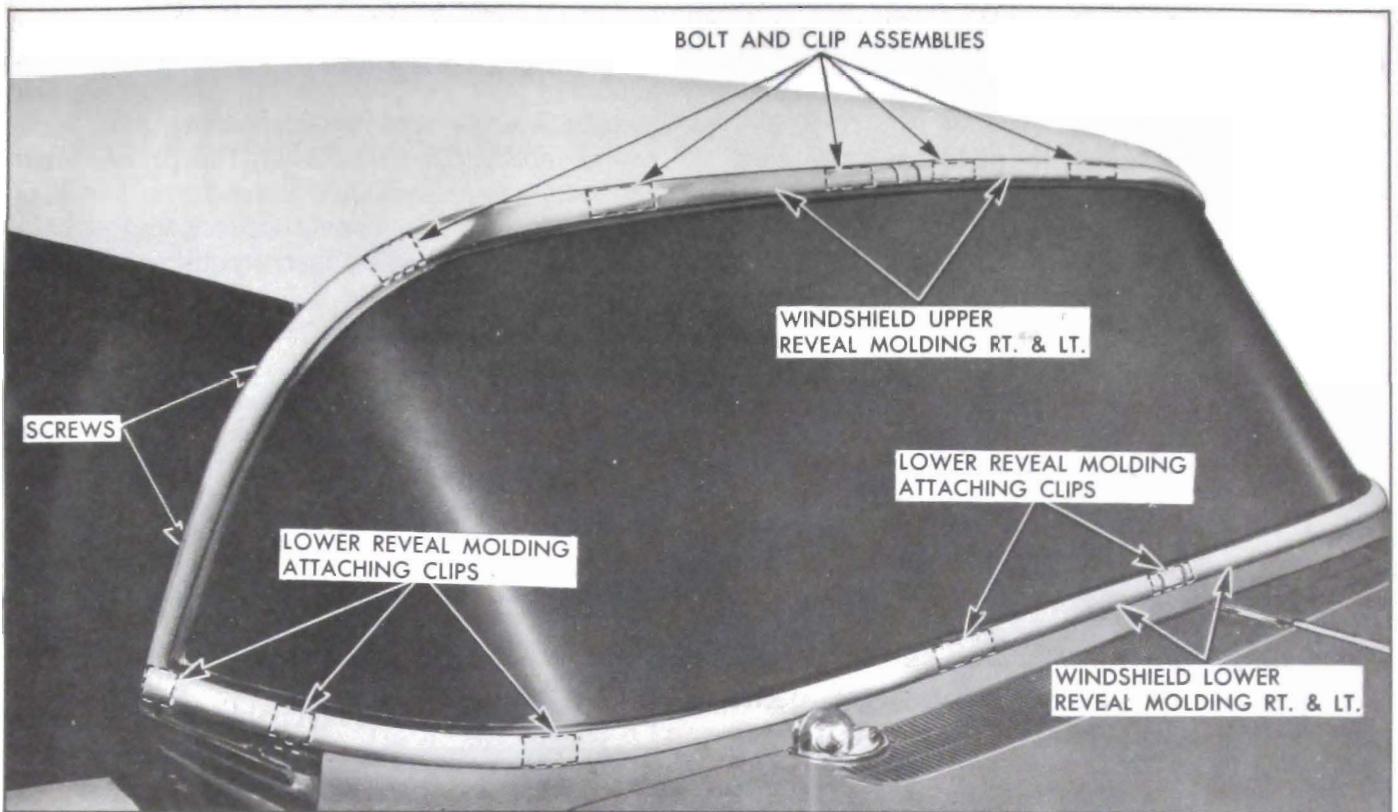 BOLT AND CLIP ASSEMBLIES
WINDSHIELD UPPER
REVEAL MOLDING RT. & LT.
SCREWS
LOWER REVEAL MOLDING
ATTACHING CLIPS
LOWER REVEAL MOLDING
ATTACHING CLIPS
WINDSHIELD LOWER
REVEAL MOLDING RT. & LT.